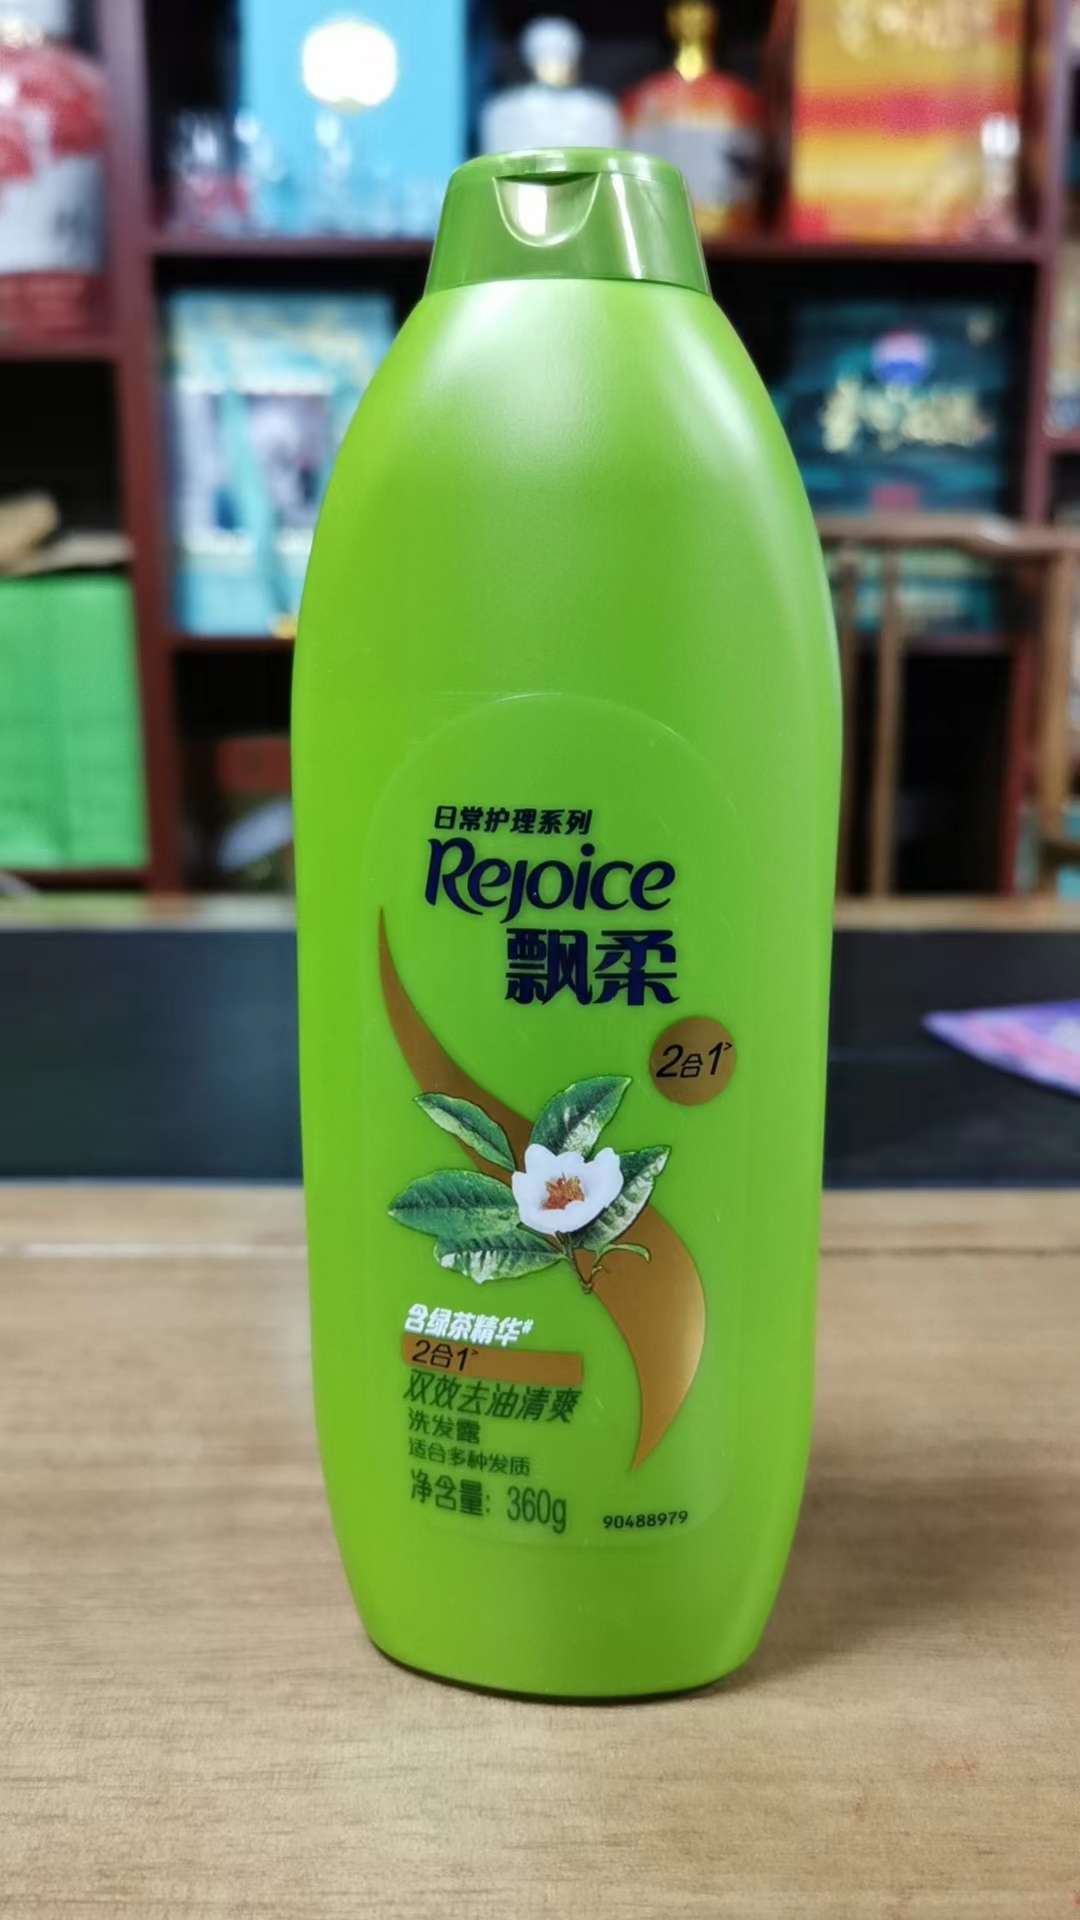 日常护理系列
Rejoice
飘柔
2合1>
含绿茶精华#
2合1>
双效去油清爽
洗发露
适合多种发质
净含量: 360g
90488979